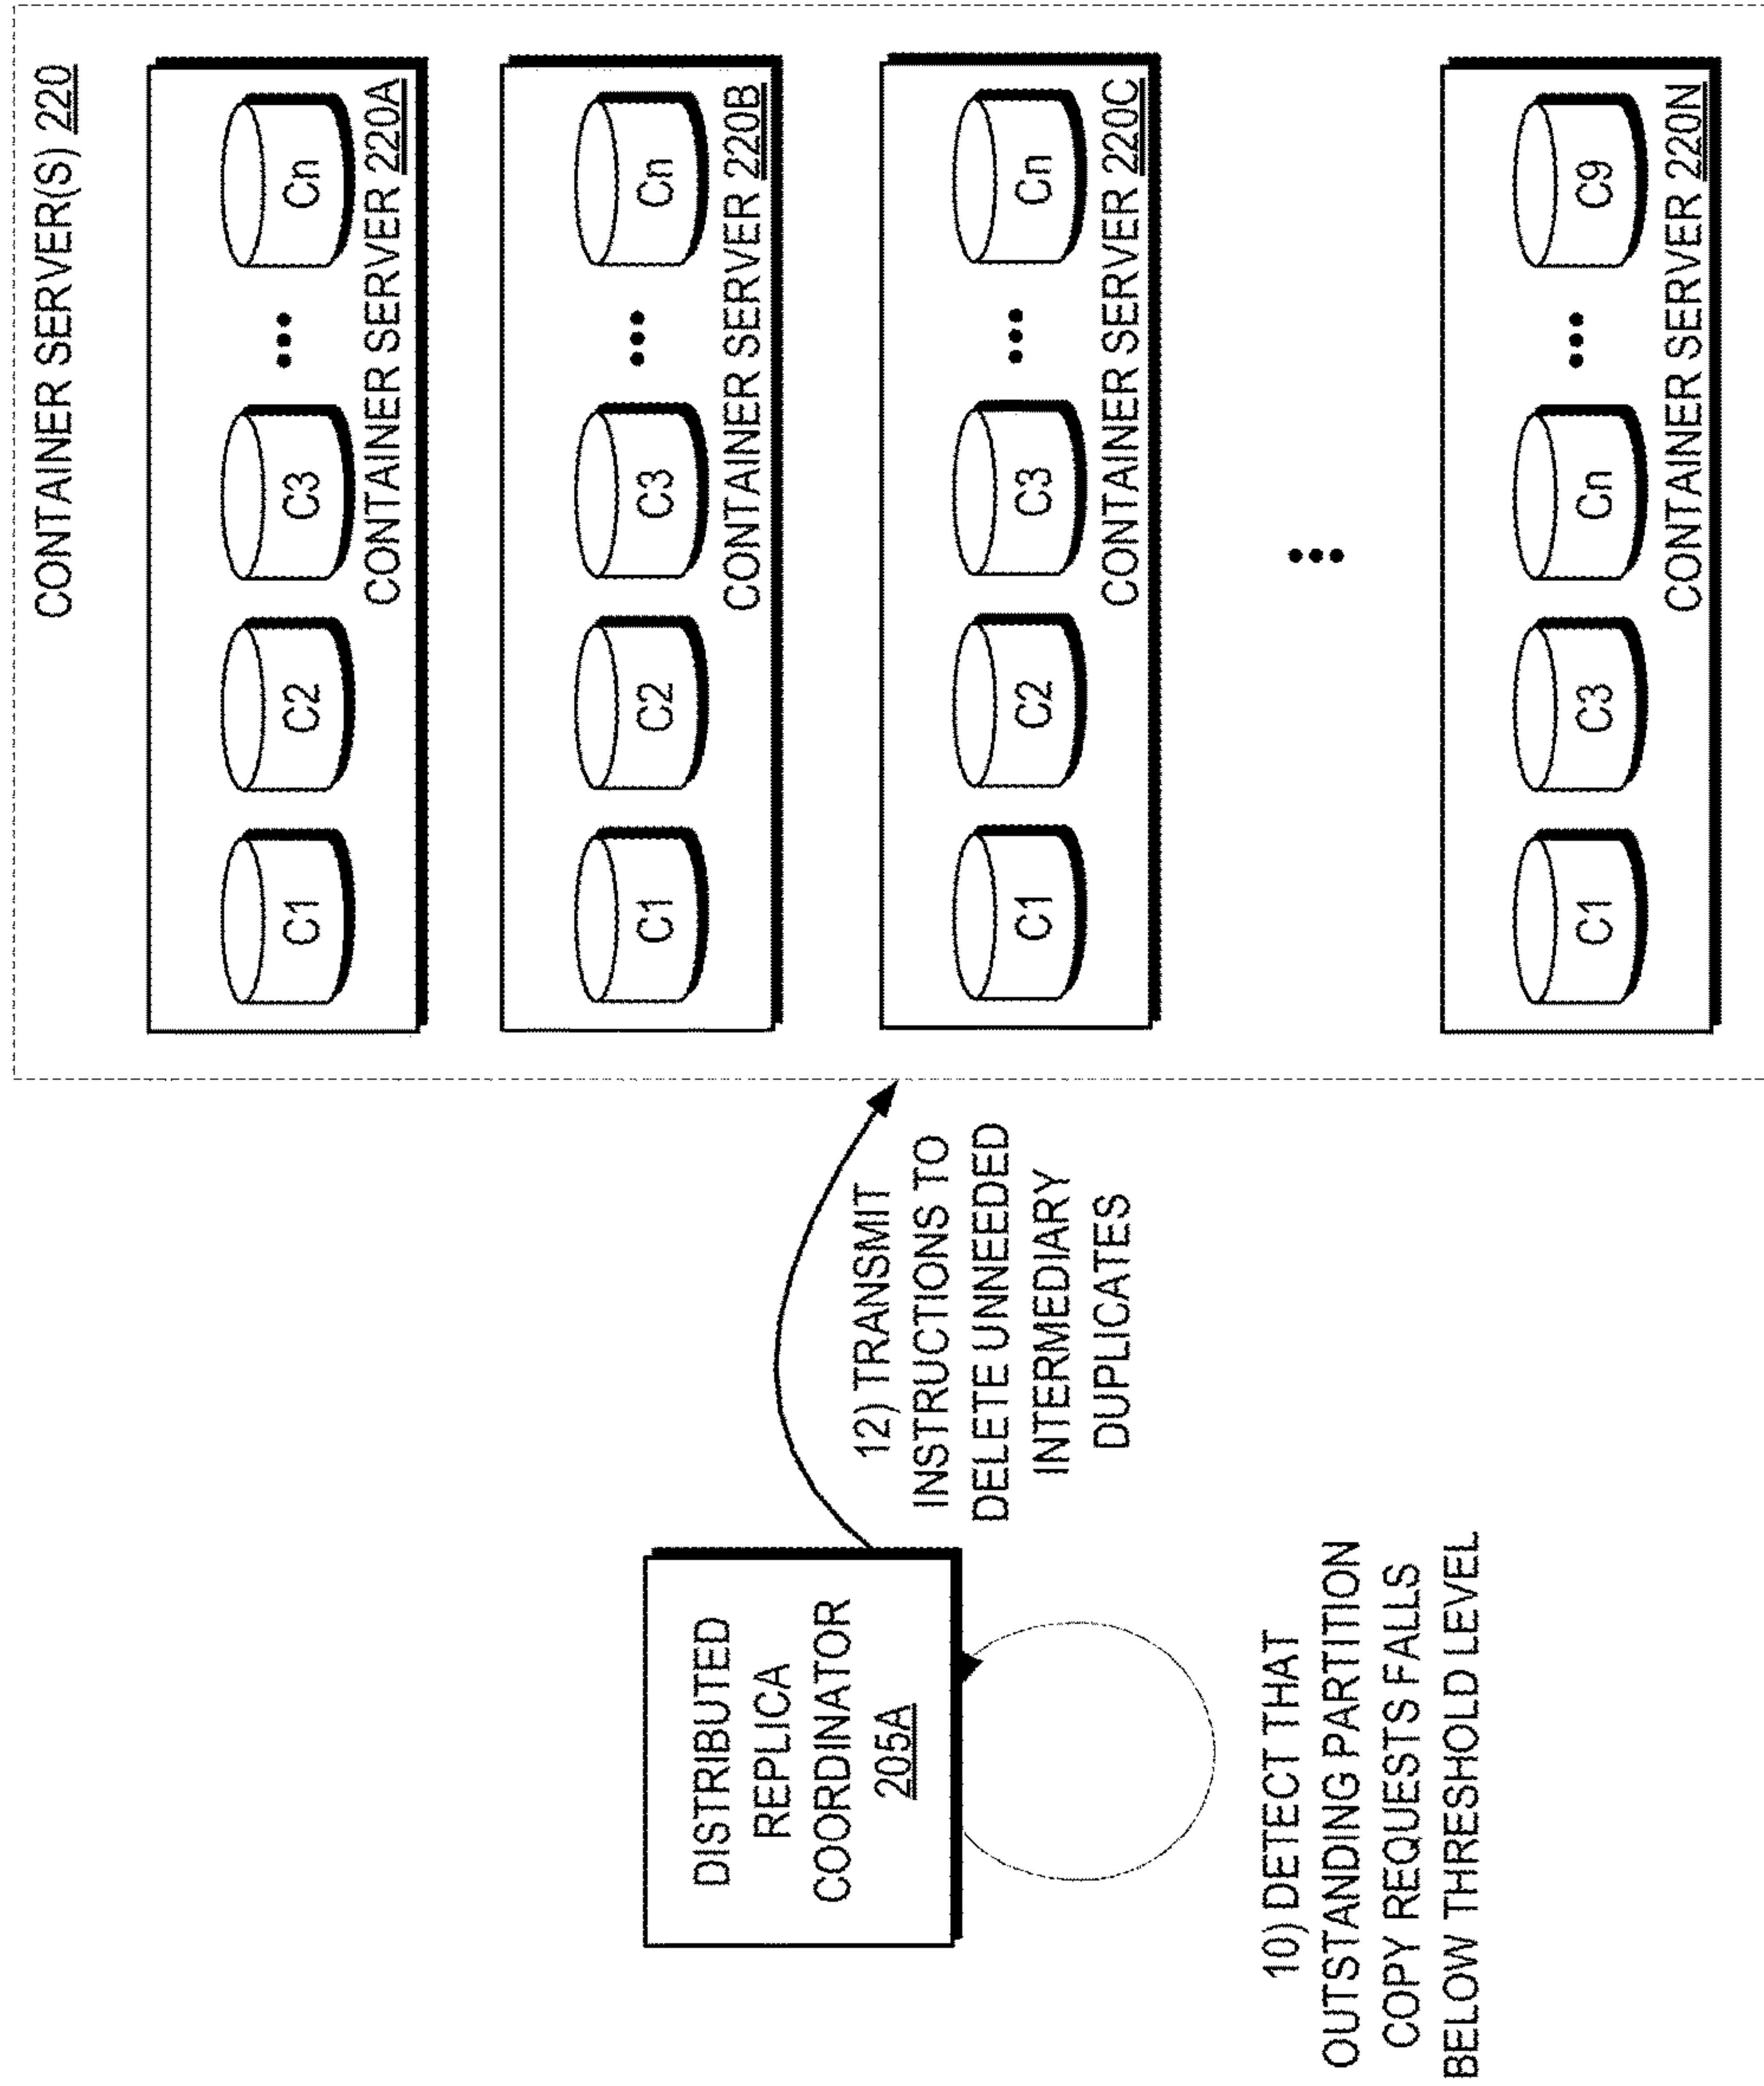 CONTAINER SERVER(S) 220
C1
C2
C3
Cn
CONTAINER SERVER 220A
C1
C2
C3
Cn
CONTAINER SERVER 220B
C1
C2
C3
Cn
CONTAINER SERVER 220C
C1
C3
Cn
C9
CONTAINER SERVER 220N
DISTRIBUTED
REPLICA
COORDINATOR
205A
12) TRANSMIT
INSTRUCTIONS TO
DELETE UNNEEDED
INTERMEDIARY
DUPLICATES
10) DETECT THAT
OUTSTANDING PARTITION
COPY REQUESTS FALLS
BELOW THRESHOLD LEVEL